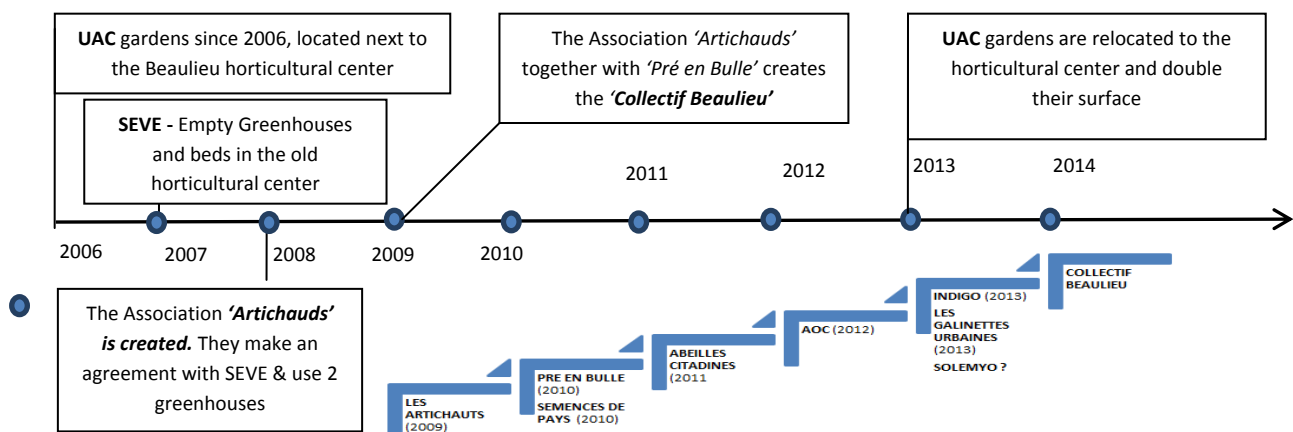 UAC gardens since 2006, located next to
the Beaulieu horticultural center
SEVE - Empty Greenhouses
and beds in the old
horticultural center
The Association ‘Artichauds’
together with ‘Pré en Bulle’ creates
the ‘Collectif Beaulieu’
UAC gardens are relocated to the
horticultural center and double
their surface
2011
2012
2013
2014
2006
2007
2008
2009
2010
The Association ‘Artichauds’
is created. They make an
agreement with SEVE & use 2
greenhouses
LES
ARTICHAUTS
(2009)
PRE EN BULLE
(2010)
SEMENCES DE
PAYS (2010)
ABEILLES
CITADINES
(2011
AOC (2012)
INDIGO (2013)
LES
GALINETTES
URBAINES
(2013)
SOLEMYO ?
COLLECTIF
BEAULIEU